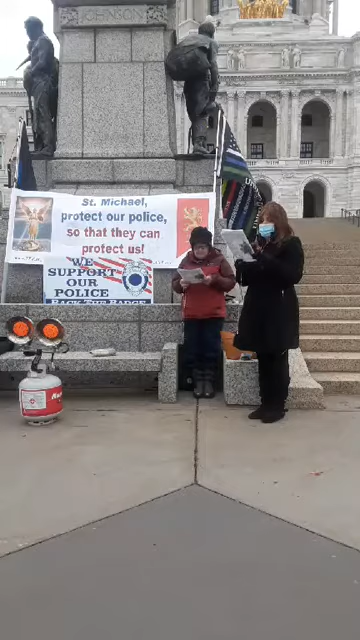 St. Michael,
protect our police,
so that they can
protect us!
WE
SUPPORT
OUR
POLICE
BACK THE BADGE